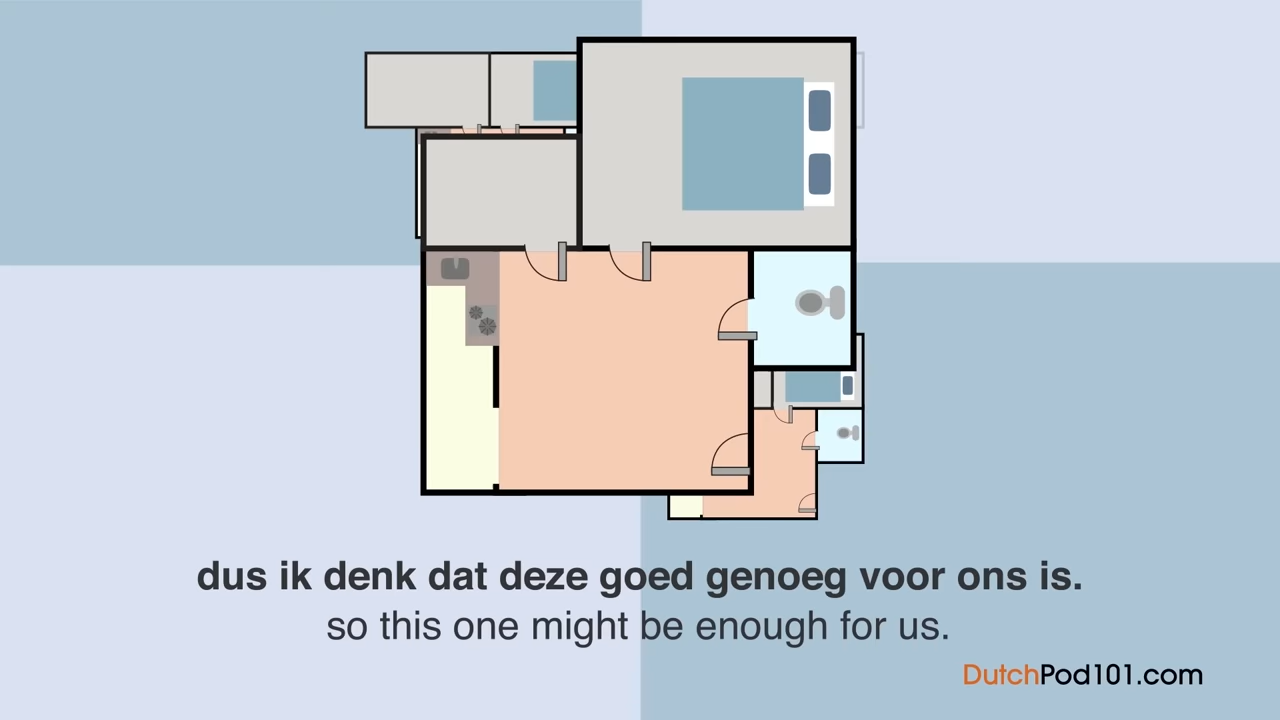 dus ik denk dat deze goed genoeg voor ons is.
so this one might be enough for us.
DutchPod101.com